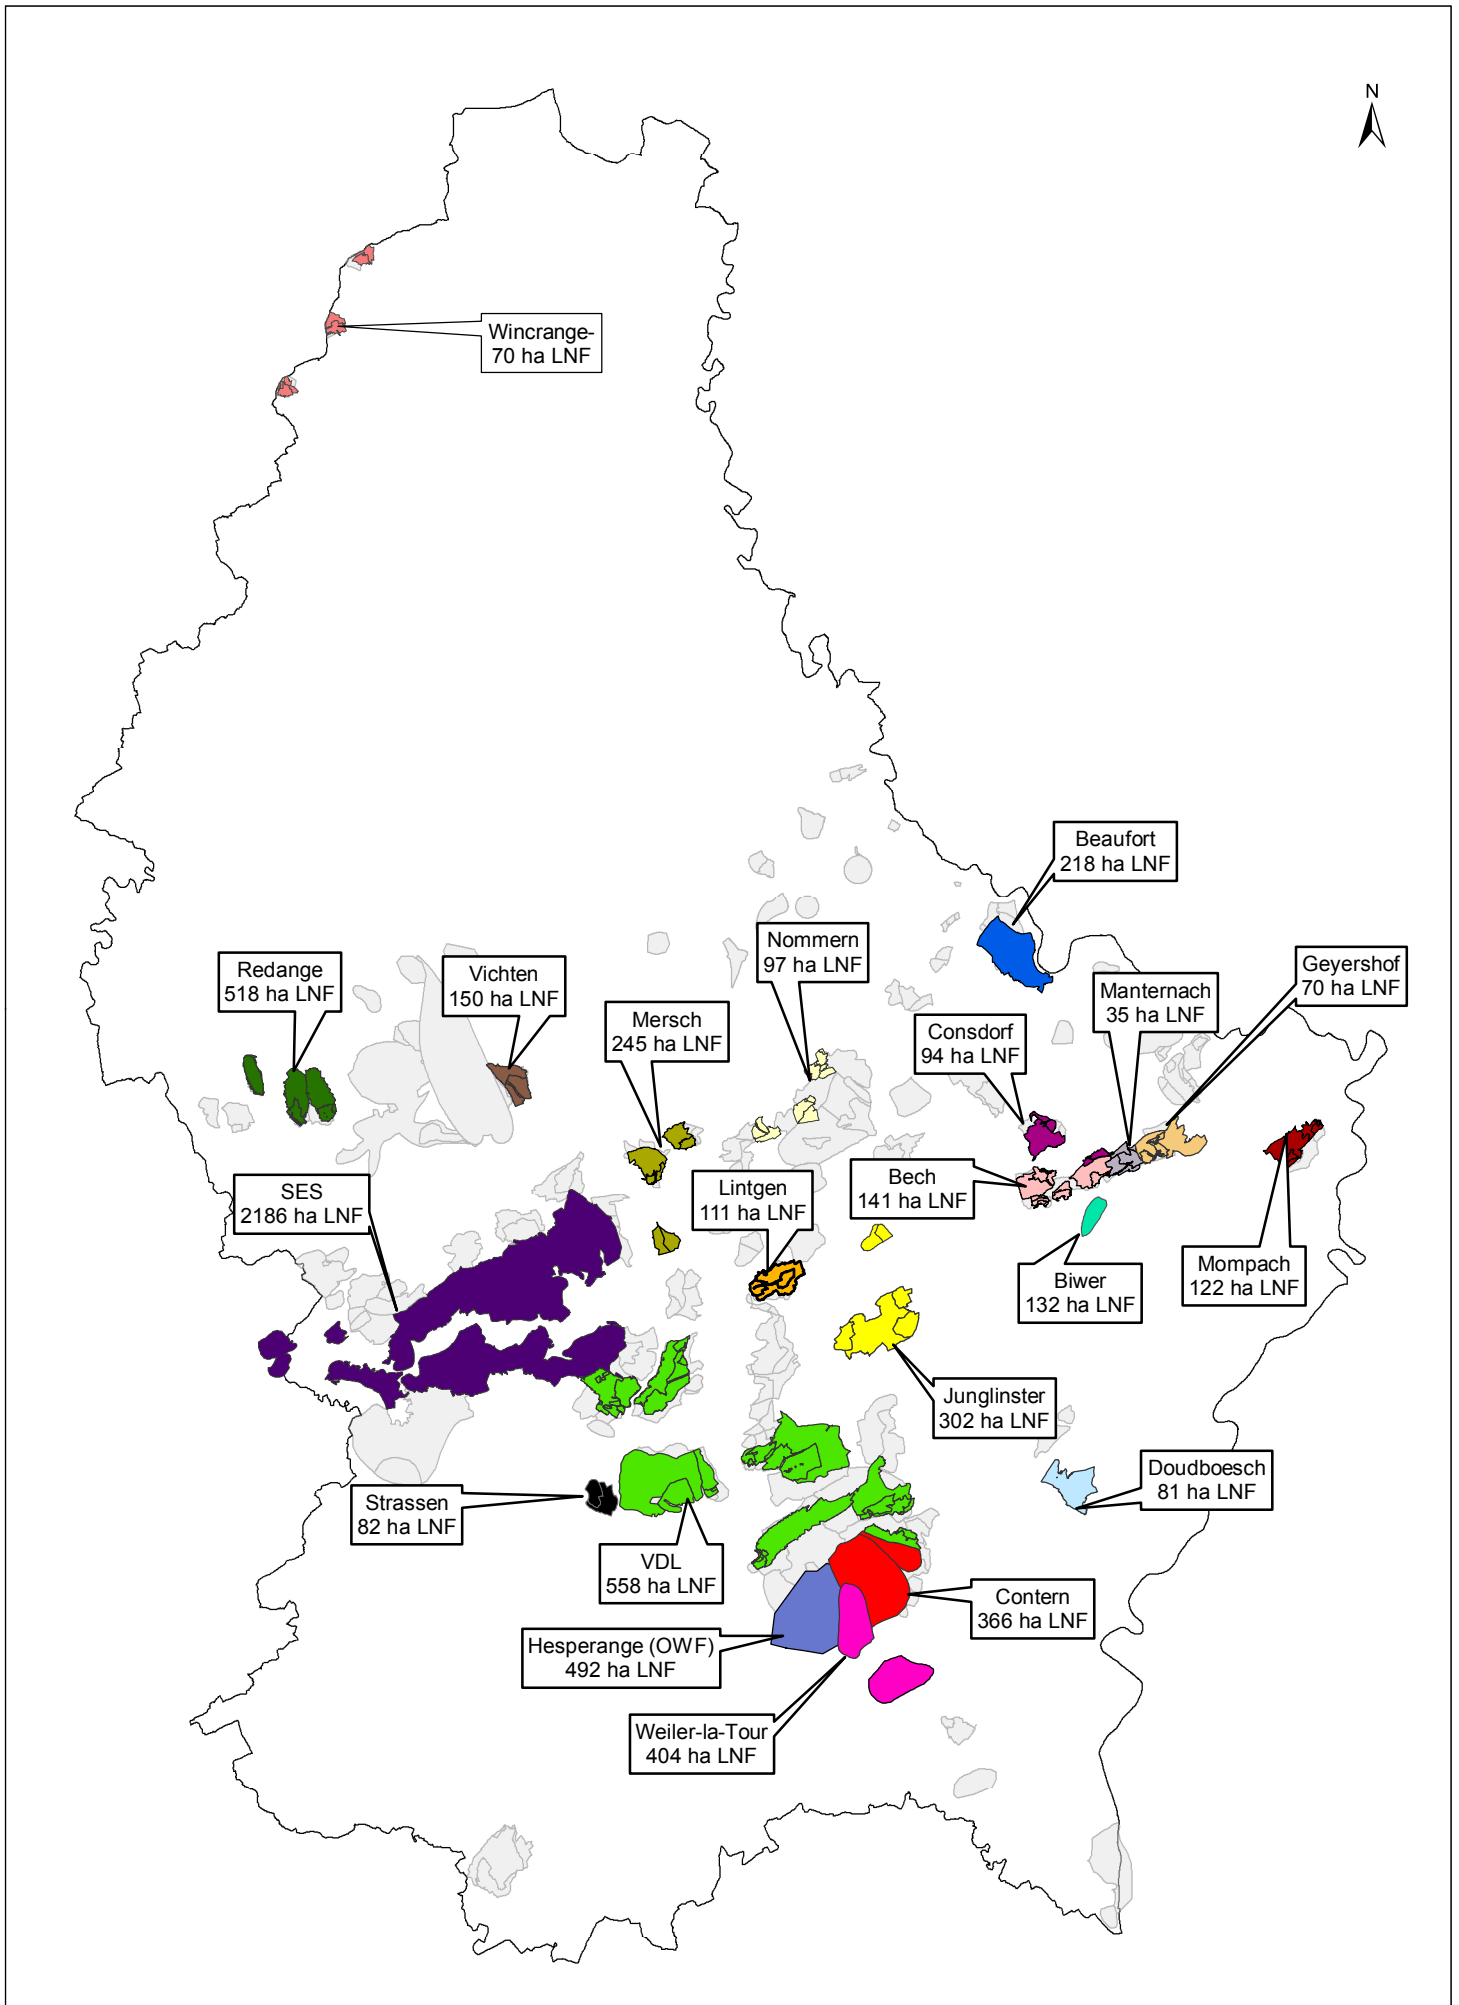 N
Wincrange-
70 ha LNF
Beaufort
218 ha LNF
Nommern
97 ha LNF
Geyershof
70 ha LNF
Redange
518 ha LNF
Vichten
150 ha LNF
Manternach
35 ha LNF
Mersch
245 ha LNF
Consdorf
94 ha LNF
SES
2186 ha LNF
Lintgen
111 ha LNF
Bech
141 ha LNF
Biwer
132 ha LNF
Mompach
122 ha LNF
Junglinster
302 ha LNF
Doudboesch
81 ha LNF
Strassen
82 ha LNF
VDL
558 ha LNF
Contern
366 ha LNF
Hesperange (OWF)
492 ha LNF
Weiler-la-Tour
404 ha LNF